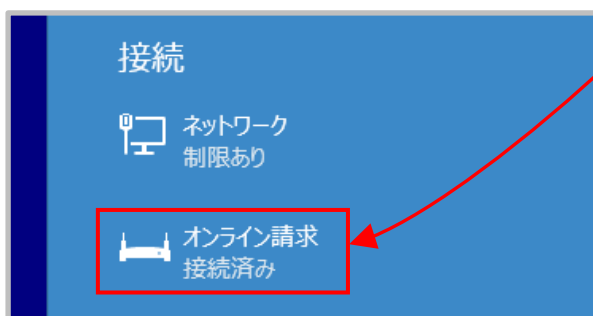 接続
ネットワーク
制限あり
オンライン請求
接続済み